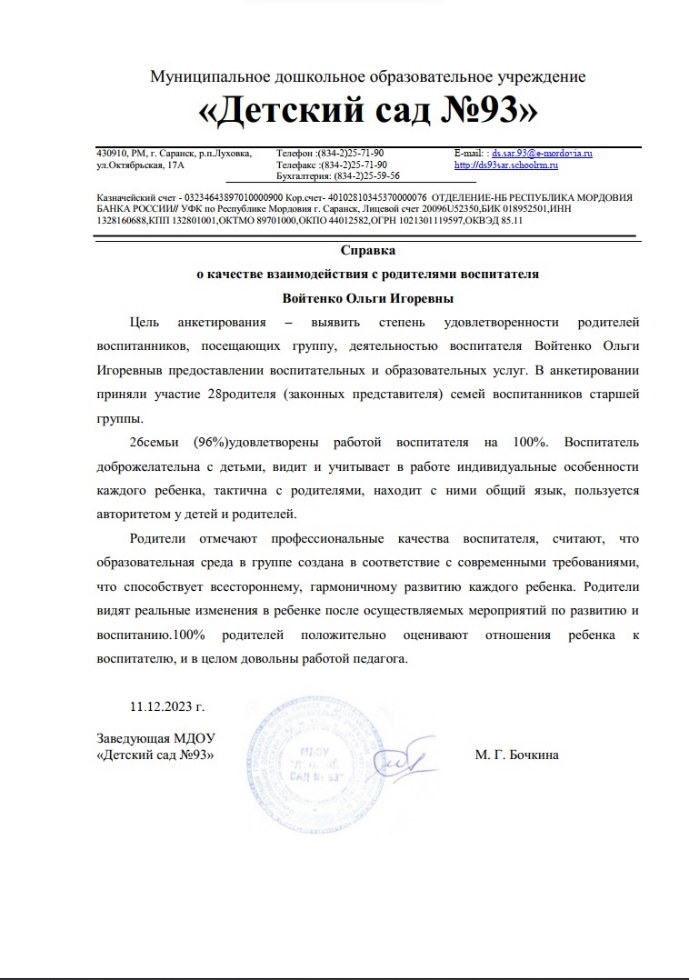 Муниципальное дошкольное образовательное учреждение
«Детский сад №93»
430910, РМ, г. Саранск, р.п.Луховка,
ул.Октябрьская, 17А
Телефон :(834-2)25-71-90
Телефакс :(834-2)25-71-90
Бухгалтерия: (834-2)25-59-56
E-mail: : ds.sar.93@e-mordovia.ru
http://ds93sar.schoolrm.ru
Казначейский счет - 03234643897010000900 Кор.счет- 40102810345370000076 ОТДЕЛЕНИЕ-НБ РЕСПУБЛИКА МОРДОВИЯ
БАНКА РОССИИ// УФК по Республике Мордовия г. Саранск, Лицевой счет 20096U52350,БИК 018952501,ИНН
1328160688,КПП 132801001,ОКТМО 89701000,ОКПО 44012582,ОГРН 1021301119597,ОКВЭД 85.11
Справка
о качестве взаимодействия с родителями воспитателя
Войтенко Ольги Игоревны
Цель анкетирования – выявить степень удовлетворенности родителей
воспитанников, посещающих группу, деятельностью воспитателя Войтенко Ольги
Игоревныв предоставлении воспитательных и образовательных услуг. В анкетировании
приняли участие 28родителя (законных представителя) семей воспитанников старшей
группы.
26семьи (96%)удовлетворены работой воспитателя на 100%. Воспитатель
доброжелательна с детьми, видит и учитывает в работе индивидуальные особенности
каждого ребенка, тактична с родителями, находит с ними общий язык, пользуется
авторитетом у детей и родителей.
Родители отмечают профессиональные качества воспитателя, считают, что
образовательная среда в группе создана в соответствие с современными требованиями,
что способствует всестороннему, гармоничному развитию каждого ребенка. Родители
видят реальные изменения в ребенке после осуществляемых мероприятий по развитию и
воспитанию.100% родителей положительно оценивают отношения ребенка к
воспитателю, и в целом довольны работой педагога.
11.12.2023 г.
Заведующая МДОУ
«Детский сад №93»
М. Г. Бочкина
МДОУ
САД № 93"